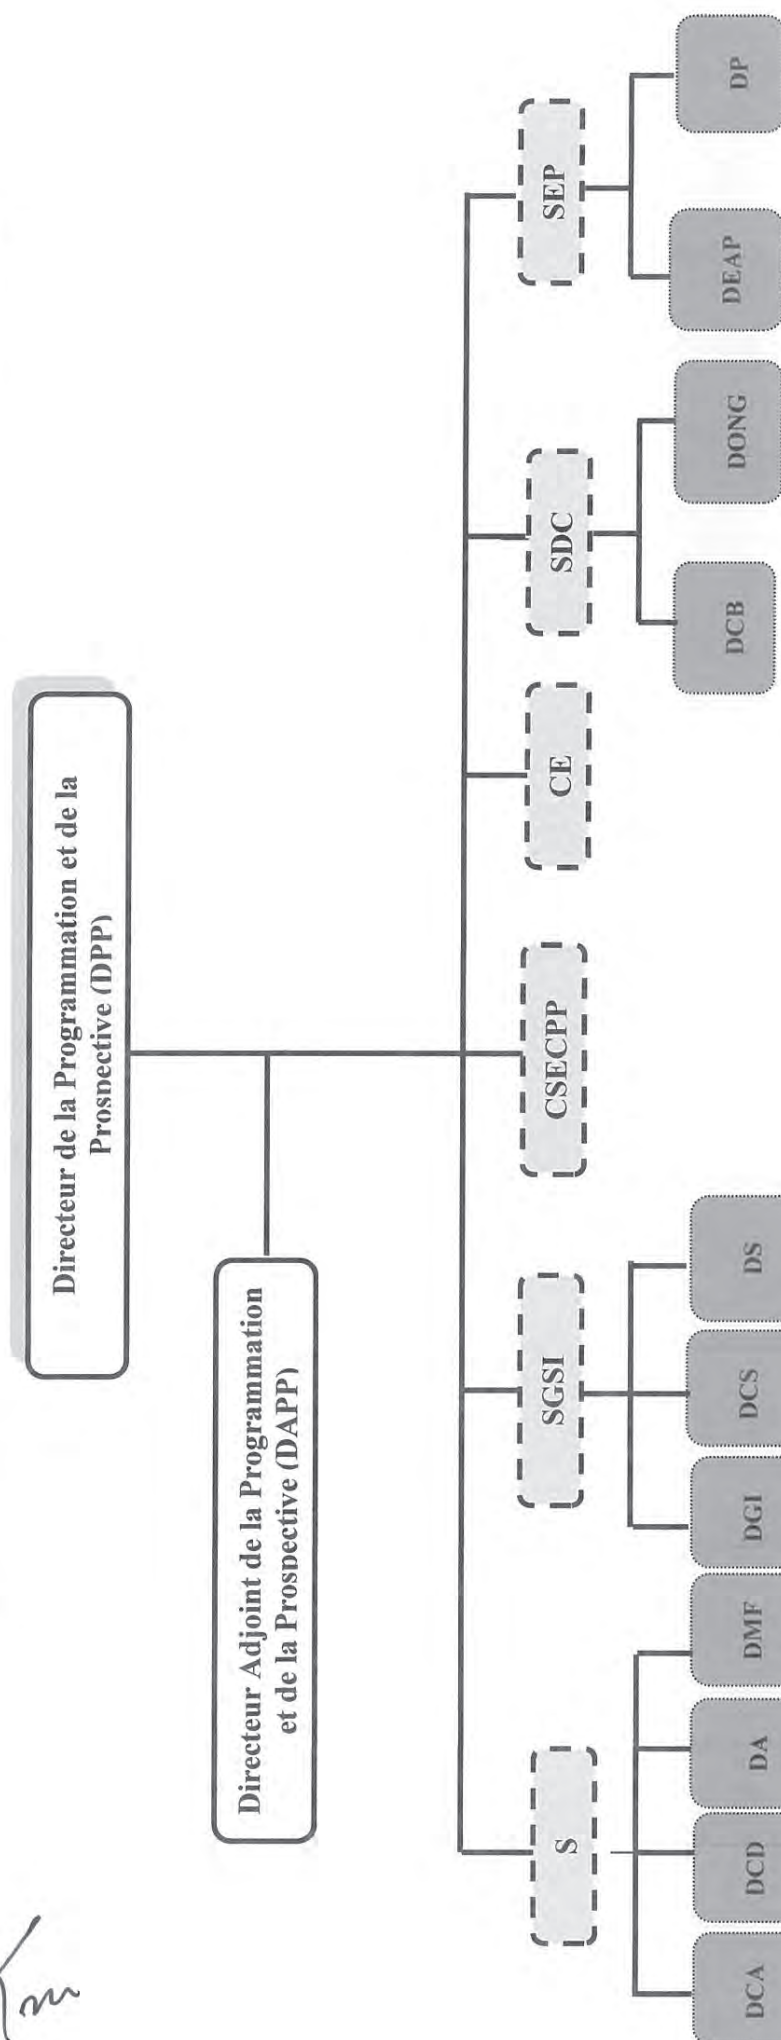 Directeur de la Programmation et de la
Prospective (DPP)
Directeur Adjoint de la Programmation
et de la Prospective (DAPP)
S
SGSI
CSECPP
CE
SDC
SEP
DCA
DCD
DA
DMF
DGI
DCS
DS
DCB
DONG
DEAP
DP